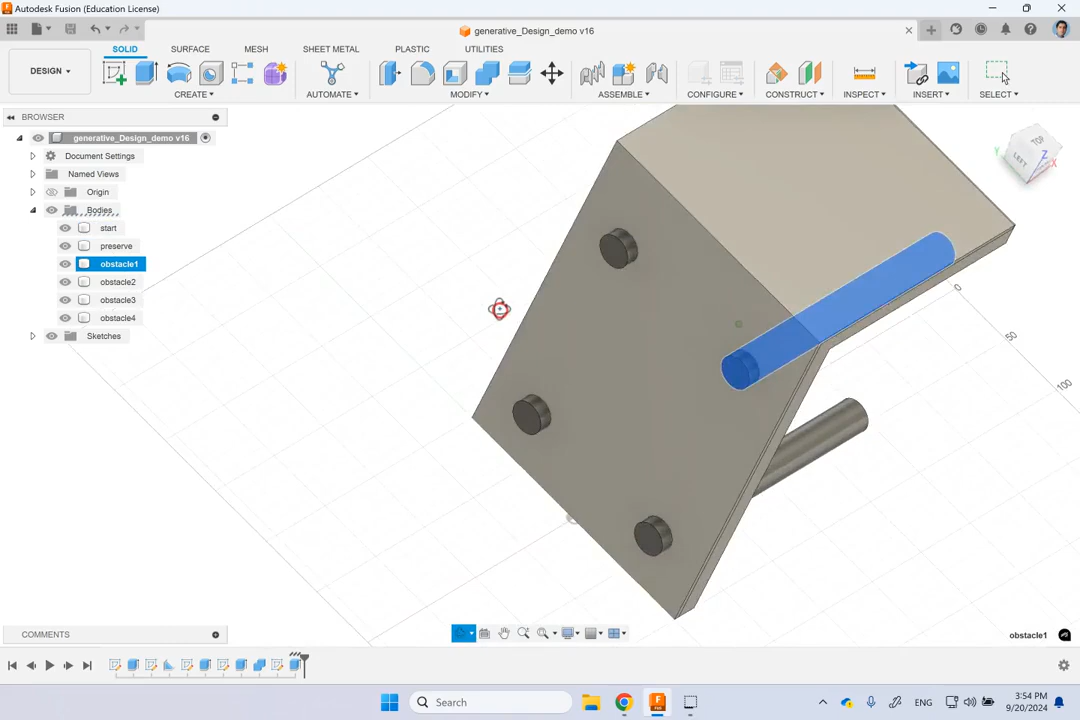 Autodesk Fusion (Education License)
generative_Design_demo v16
DESIGN
SOLID SURFACE MESH SHEET METAL PLASTIC UTILITIES
CREATE AUTOMATE MODIFY ASSEMBLE CONFIGURE CONSTRUCT INSPECT INSERT SELECT
BROWSER
generative_Design_demo v16
Document Settings
Named Views
Origin
Bodies
start
preserve
obstacle1
obstacle2
obstacle3
obstacle4
Sketches
TOP
LEFT
Y
Z
X
0
50
100
COMMENTS
obstacle1
Search
ENG
3:54 PM
9/20/2024